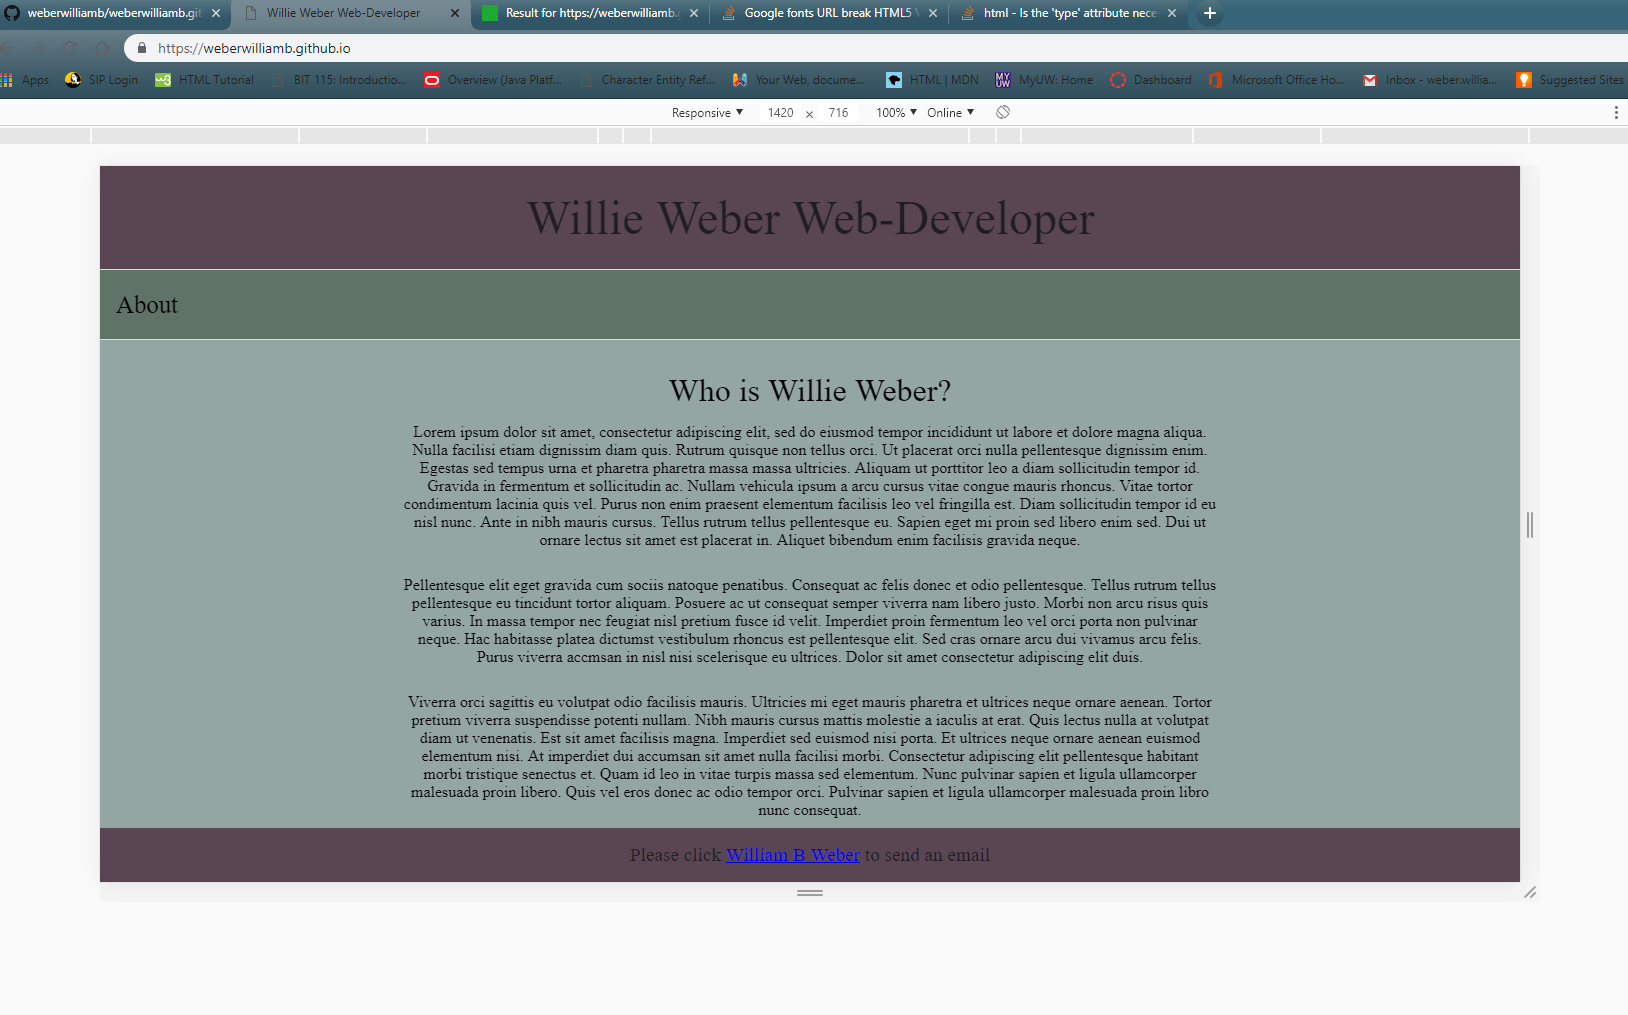 weberwilliamb/weberwilliamb.git
Willie Weber Web-Developer
Result for https://weberwilliamb.g
Google fonts URL break HTML5 V
html - Is the 'type' attribute nece
https://weberwilliamb.github.io
Apps
SIP Login
HTML Tutorial
BIT 115: Introductio...
Overview (Java Platf...
Character Entity Ref...
Your Web, docume...
HTML | MDN
MyUW: Home
Dashboard
Microsoft Office Ho...
Inbox - weber.willia...
Suggested Sites
Responsive ▼ 1420 x 716 100% ▼ Online ▼
Willie Weber Web-Developer
About
Who is Willie Weber?
Lorem ipsum dolor sit amet, consectetur adipiscing elit, sed do eiusmod tempor incididunt ut labore et dolore magna aliqua.
Nulla facilisi etiam dignissim diam quis. Rutrum quisque non tellus orci. Ut placerat orci nulla pellentesque dignissim enim.
Egestas sed tempus urna et pharetra pharetra massa massa ultricies. Aliquam ut porttitor leo a diam sollicitudin tempor id.
Gravida in fermentum et sollicitudin ac. Nullam vehicula ipsum a arcu cursus vitae congue mauris rhoncus. Vitae tortor
condimentum lacinia quis vel. Purus non enim praesent elementum facilisis leo vel fringilla est. Diam sollicitudin tempor id eu
nisl nunc. Ante in nibh mauris cursus. Tellus rutrum tellus pellentesque eu. Sapien eget mi proin sed libero enim sed. Dui ut
ornare lectus sit amet est placerat in. Aliquet bibendum enim facilisis gravida neque.
Pellentesque elit eget gravida cum sociis natoque penatibus. Consequat ac felis donec et odio pellentesque. Tellus rutrum tellus
pellentesque eu tincidunt tortor aliquam. Posuere ac ut consequat semper viverra nam libero justo. Morbi non arcu risus quis
varius. In massa tempor nec feugiat nisl pretium fusce id velit. Imperdiet proin fermentum leo vel orci porta non pulvinar
neque. Hac habitasse platea dictumst vestibulum rhoncus est pellentesque elit. Sed cras ornare arcu dui vivamus arcu felis.
Purus viverra accmsan in nisl nisi scelerisque eu ultrices. Dolor sit amet consectetur adipiscing elit duis.
Viverra orci sagittis eu volutpat odio facilisis mauris. Ultricies mi eget mauris pharetra et ultrices neque ornare aenean. Tortor
pretium viverra suspendisse potenti nullam. Nibh mauris cursus mattis molestie a iaculis at erat. Quis lectus nulla at volutpat
diam ut venenatis. Est sit amet facilisis magna. Imperdiet sed euismod nisi porta. Et ultrices neque ornare aenean euismod
elementum nisi. At imperdiet dui accumsan sit amet nulla facilisi morbi. Consectetur adipiscing elit pellentesque habitant
morbi tristique senectus et. Quam id leo in vitae turpis massa sed elementum. Nunc pulvinar sapien et ligula ullamcorper
malesuada proin libero. Quis vel eros donec ac odio tempor orci. Pulvinar sapien et ligula ullamcorper malesuada proin libro
nunc consequat.
Please click William B Weber to send an email